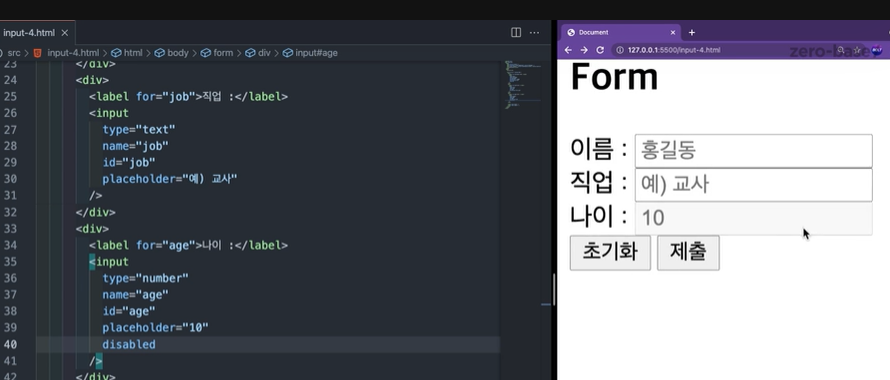 input-4.html
src > input-4.html > html > body > form > div > input#age
23 </div>
24 <div>
25 <label for="job">직업 :</label>
26 <input
27 type="text"
28 name="job"
29 id="job"
30 placeholder="예) 교사"
31 />
32 </div>
33 <div>
34 <label for="age">나이 :</label>
35 <input
36 type="number"
37 name="age"
38 id="age"
39 placeholder="10"
40 disabled
41 />
42 </div>
Document
127.0.0.1:5500/input-4.html
zero-base
Form
이름 : 홍길동
직업 : 예) 교사
나이 : 10
초기화 제출